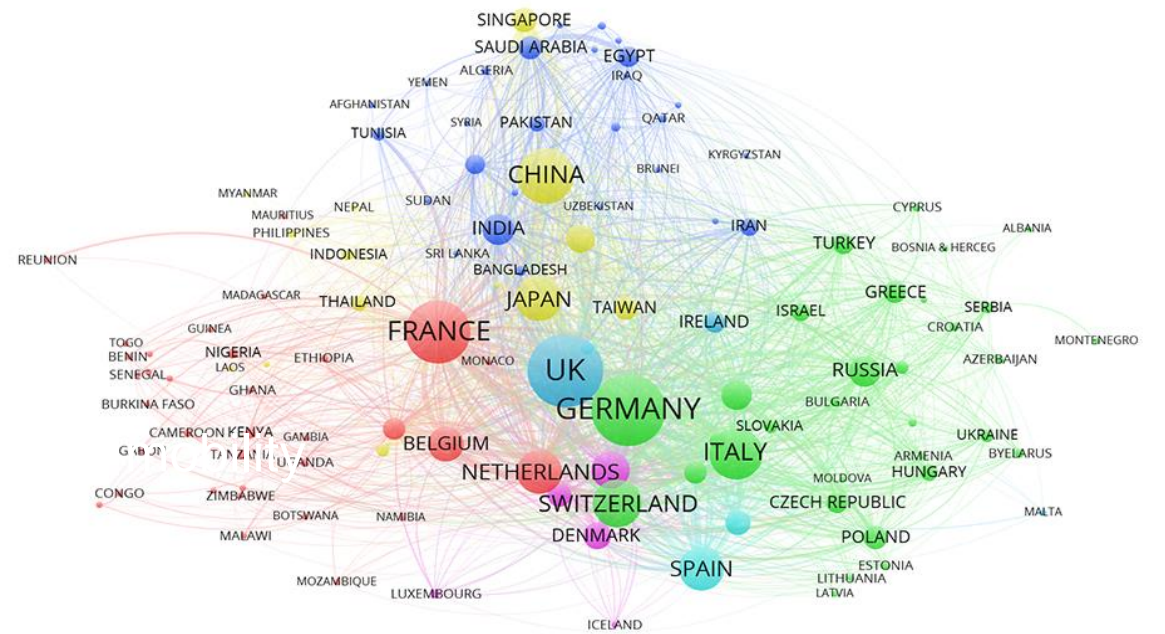 SINGAPORE
SAUDI ARABIA
EGYPT
ALGERIA
IRAQ
YEMEN
AFGHANISTAN
SYRIA
PAKISTAN
QATAR
TUNISIA
KYRGYZSTAN
BRUNEI
CHINA
MYANMAR
SUDAN
NEPAL
UZBEKISTAN
CYPRUS
MAURITIUS
INDIA
IRAN
ALBANIA
PHILIPPINES
TURKEY
BOSNIA & HERCEG
INDONESIA
SRI LANKA
REUNION
BANGLADESH
GREECE
MADAGASCAR
THAILAND
JAPAN
TAIWAN
ISRAEL
SERBIA
IRELAND
GUINEA
FRANCE
CROATIA
MONTENEGRO
TOGO
BENIN
NIGERIA
ETHIOPIA
MONACO
AZERBAIJAN
LAOS
UK
RUSSIA
SENEGAL
GHANA
BURKINA FASO
GERMANY
BULGARIA
SLOVAKIA
CAMEROON
KENYA
GAMBIA
UKRAINE
BELGIUM
ITALY
GABON
TANZANIA
BYELARUS
ARMENIA
UGANDA
NETHERLANDS
HUNGARY
MOLDOVA
CONGO
ZIMBABWE
SWITZERLAND
CZECH REPUBLIC
BOTSWANA
NAMIBIA
MALTA
MALAWI
DENMARK
POLAND
SPAIN
ESTONIA
MOZAMBIQUE
LITHUANIA
LUXEMBOURG
LATVIA
ICELAND